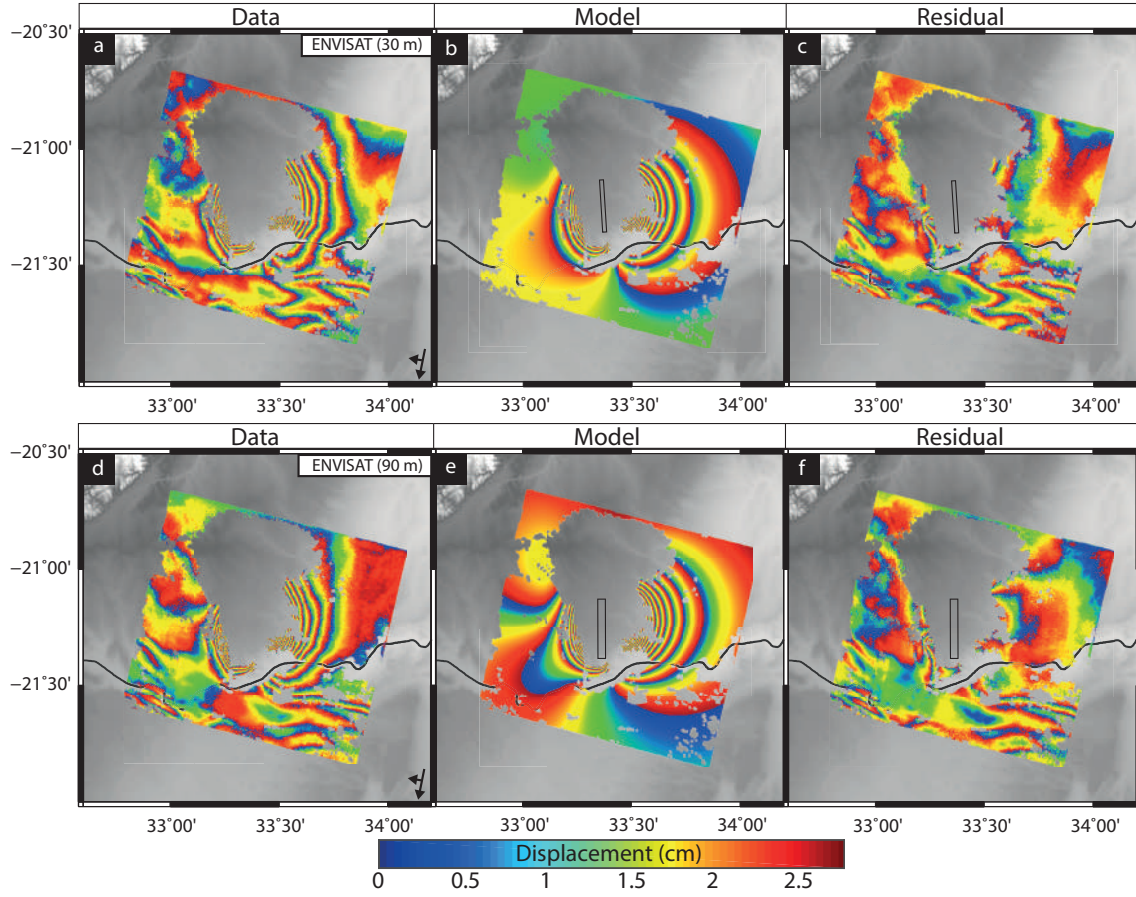 Data Model Residual
−20˚30'
a ENVISAT (30 m) b c
−21˚00'
−21˚30'
33˚00' 33˚30' 34˚00' 33˚00' 33˚30' 34˚00' 33˚00' 33˚30' 34˚00'
Data Model Residual
−20˚30'
d ENVISAT (90 m) e f
−21˚00'
−21˚30'
33˚00' 33˚30' 34˚00' 33˚00' 33˚30' 34˚00' 33˚00' 33˚30' 34˚00'
Displacement (cm)
0 0.5 1 1.5 2 2.5